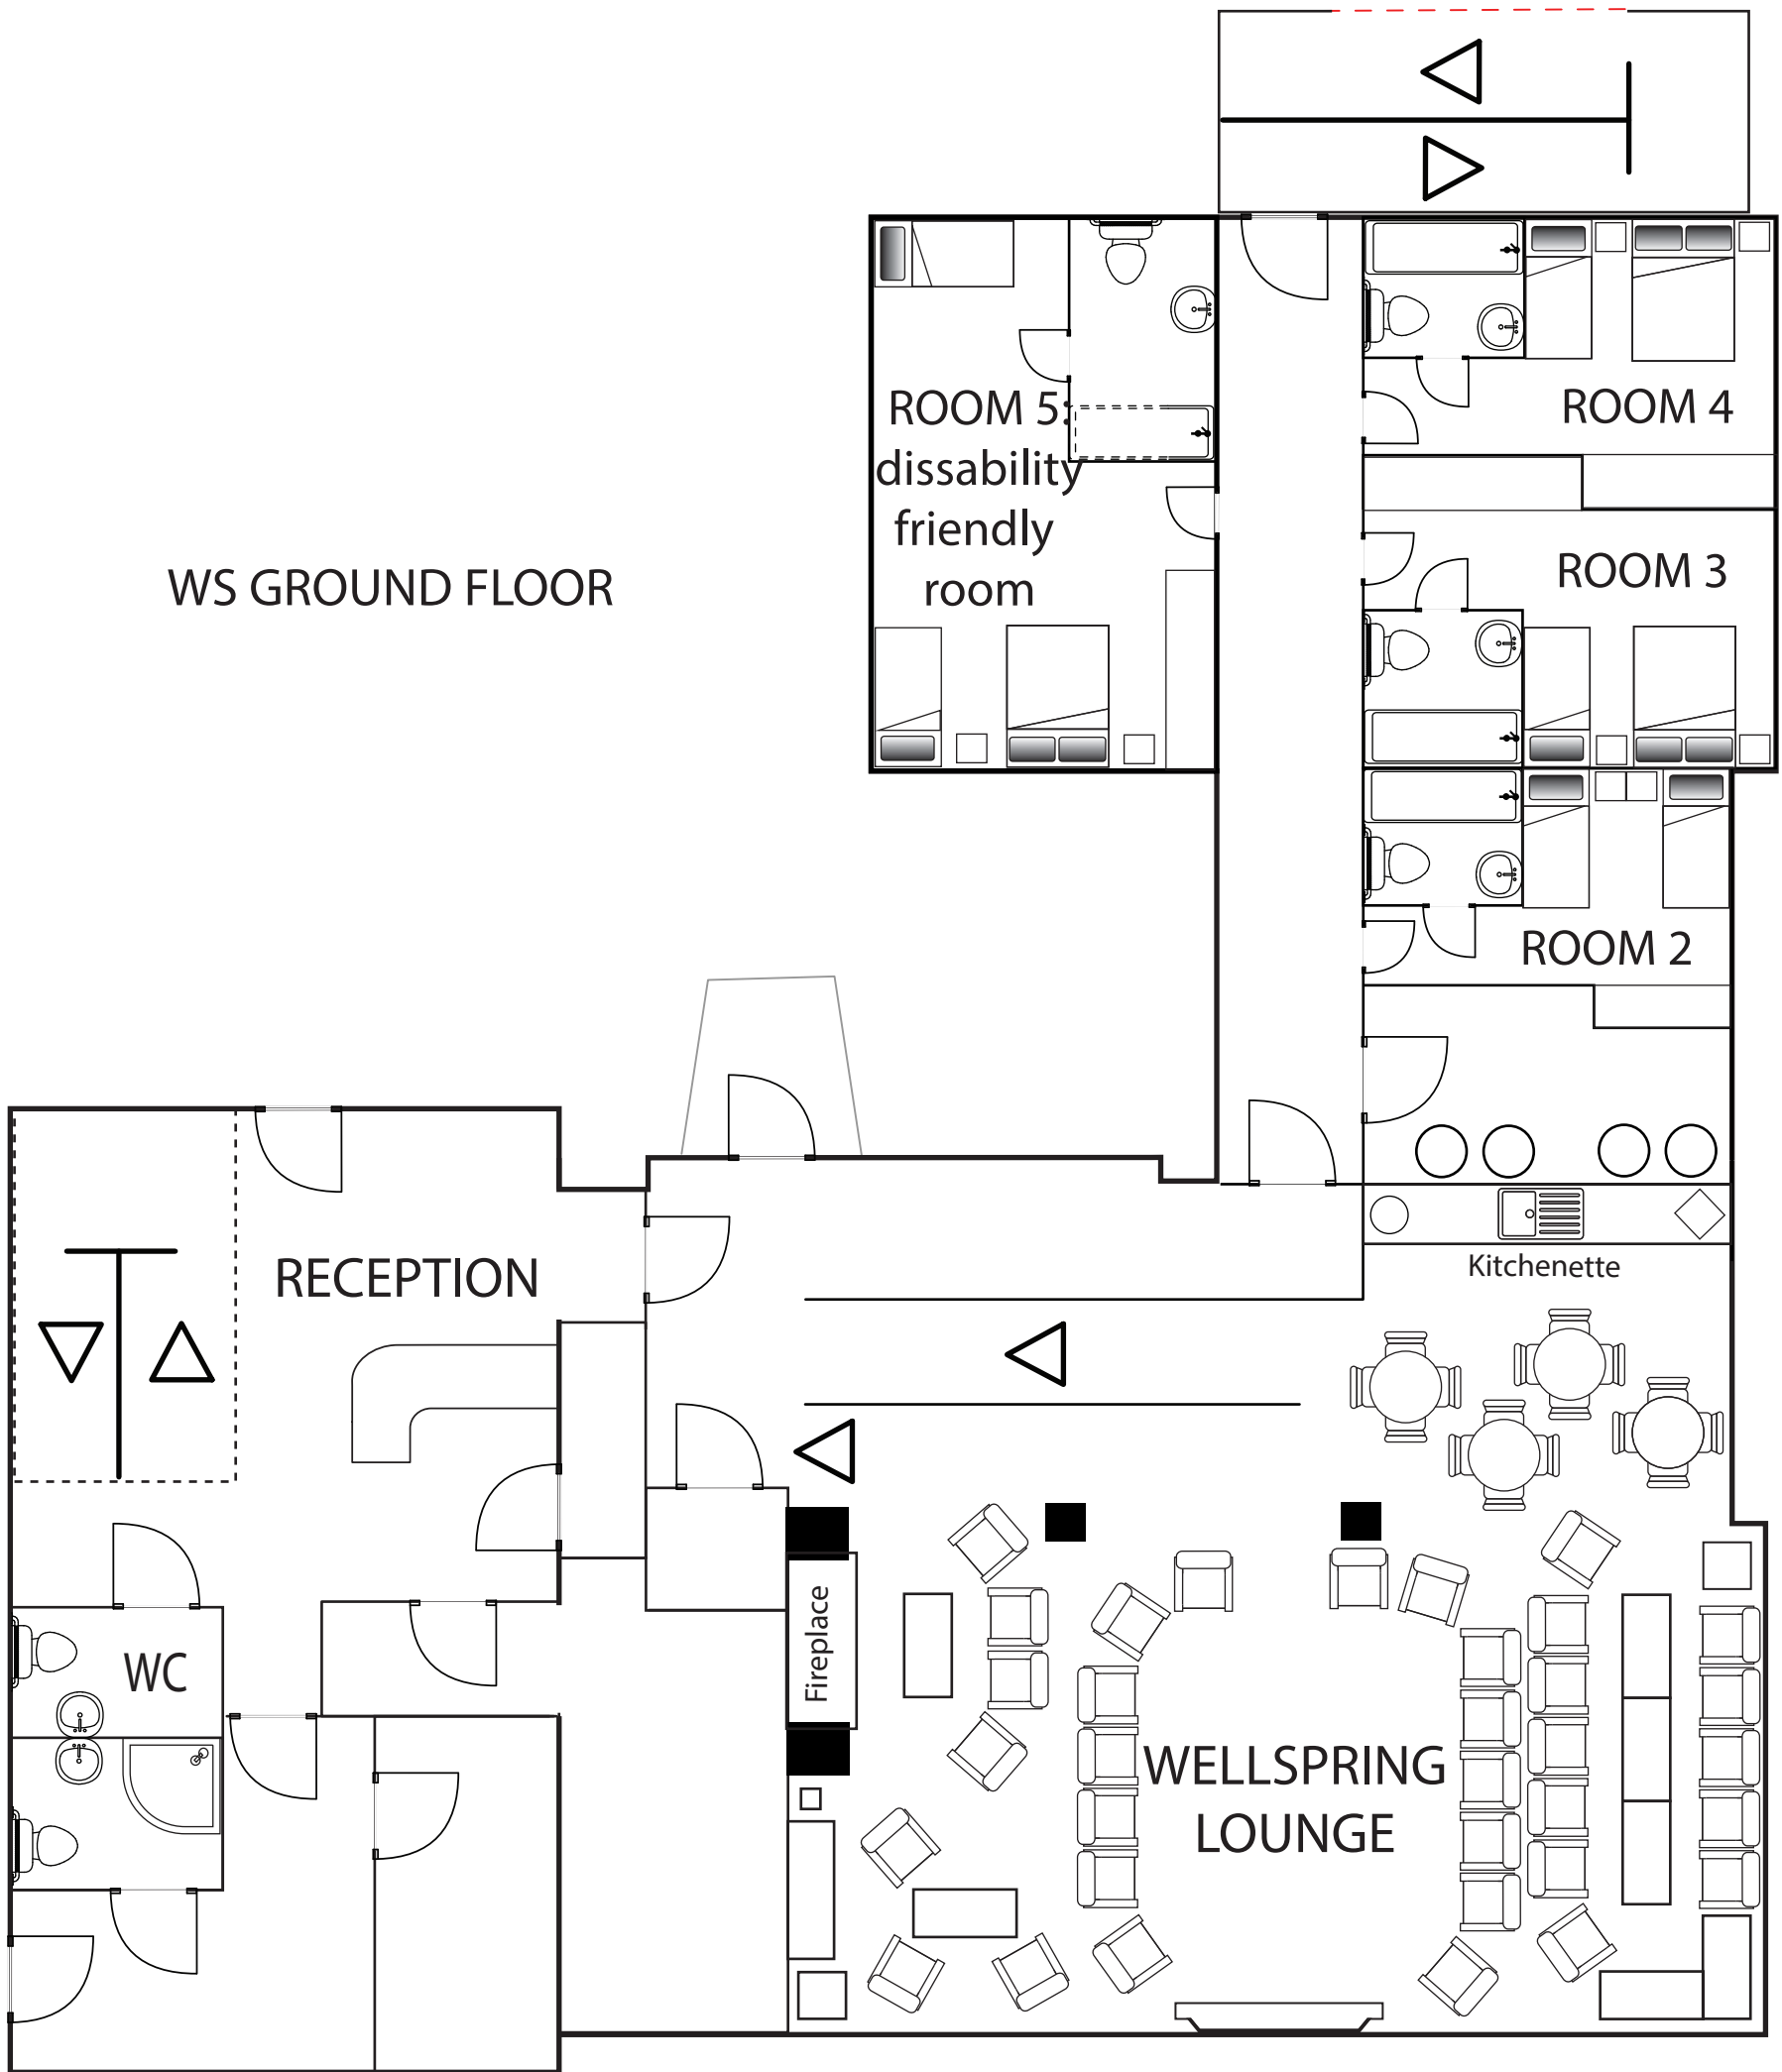 ROOM 5:
dissability
friendly
room
ROOM 4
ROOM 3
WS GROUND FLOOR
ROOM 2
RECEPTION
Kitchenette
Fireplace
WC
WELLSPRING
LOUNGE